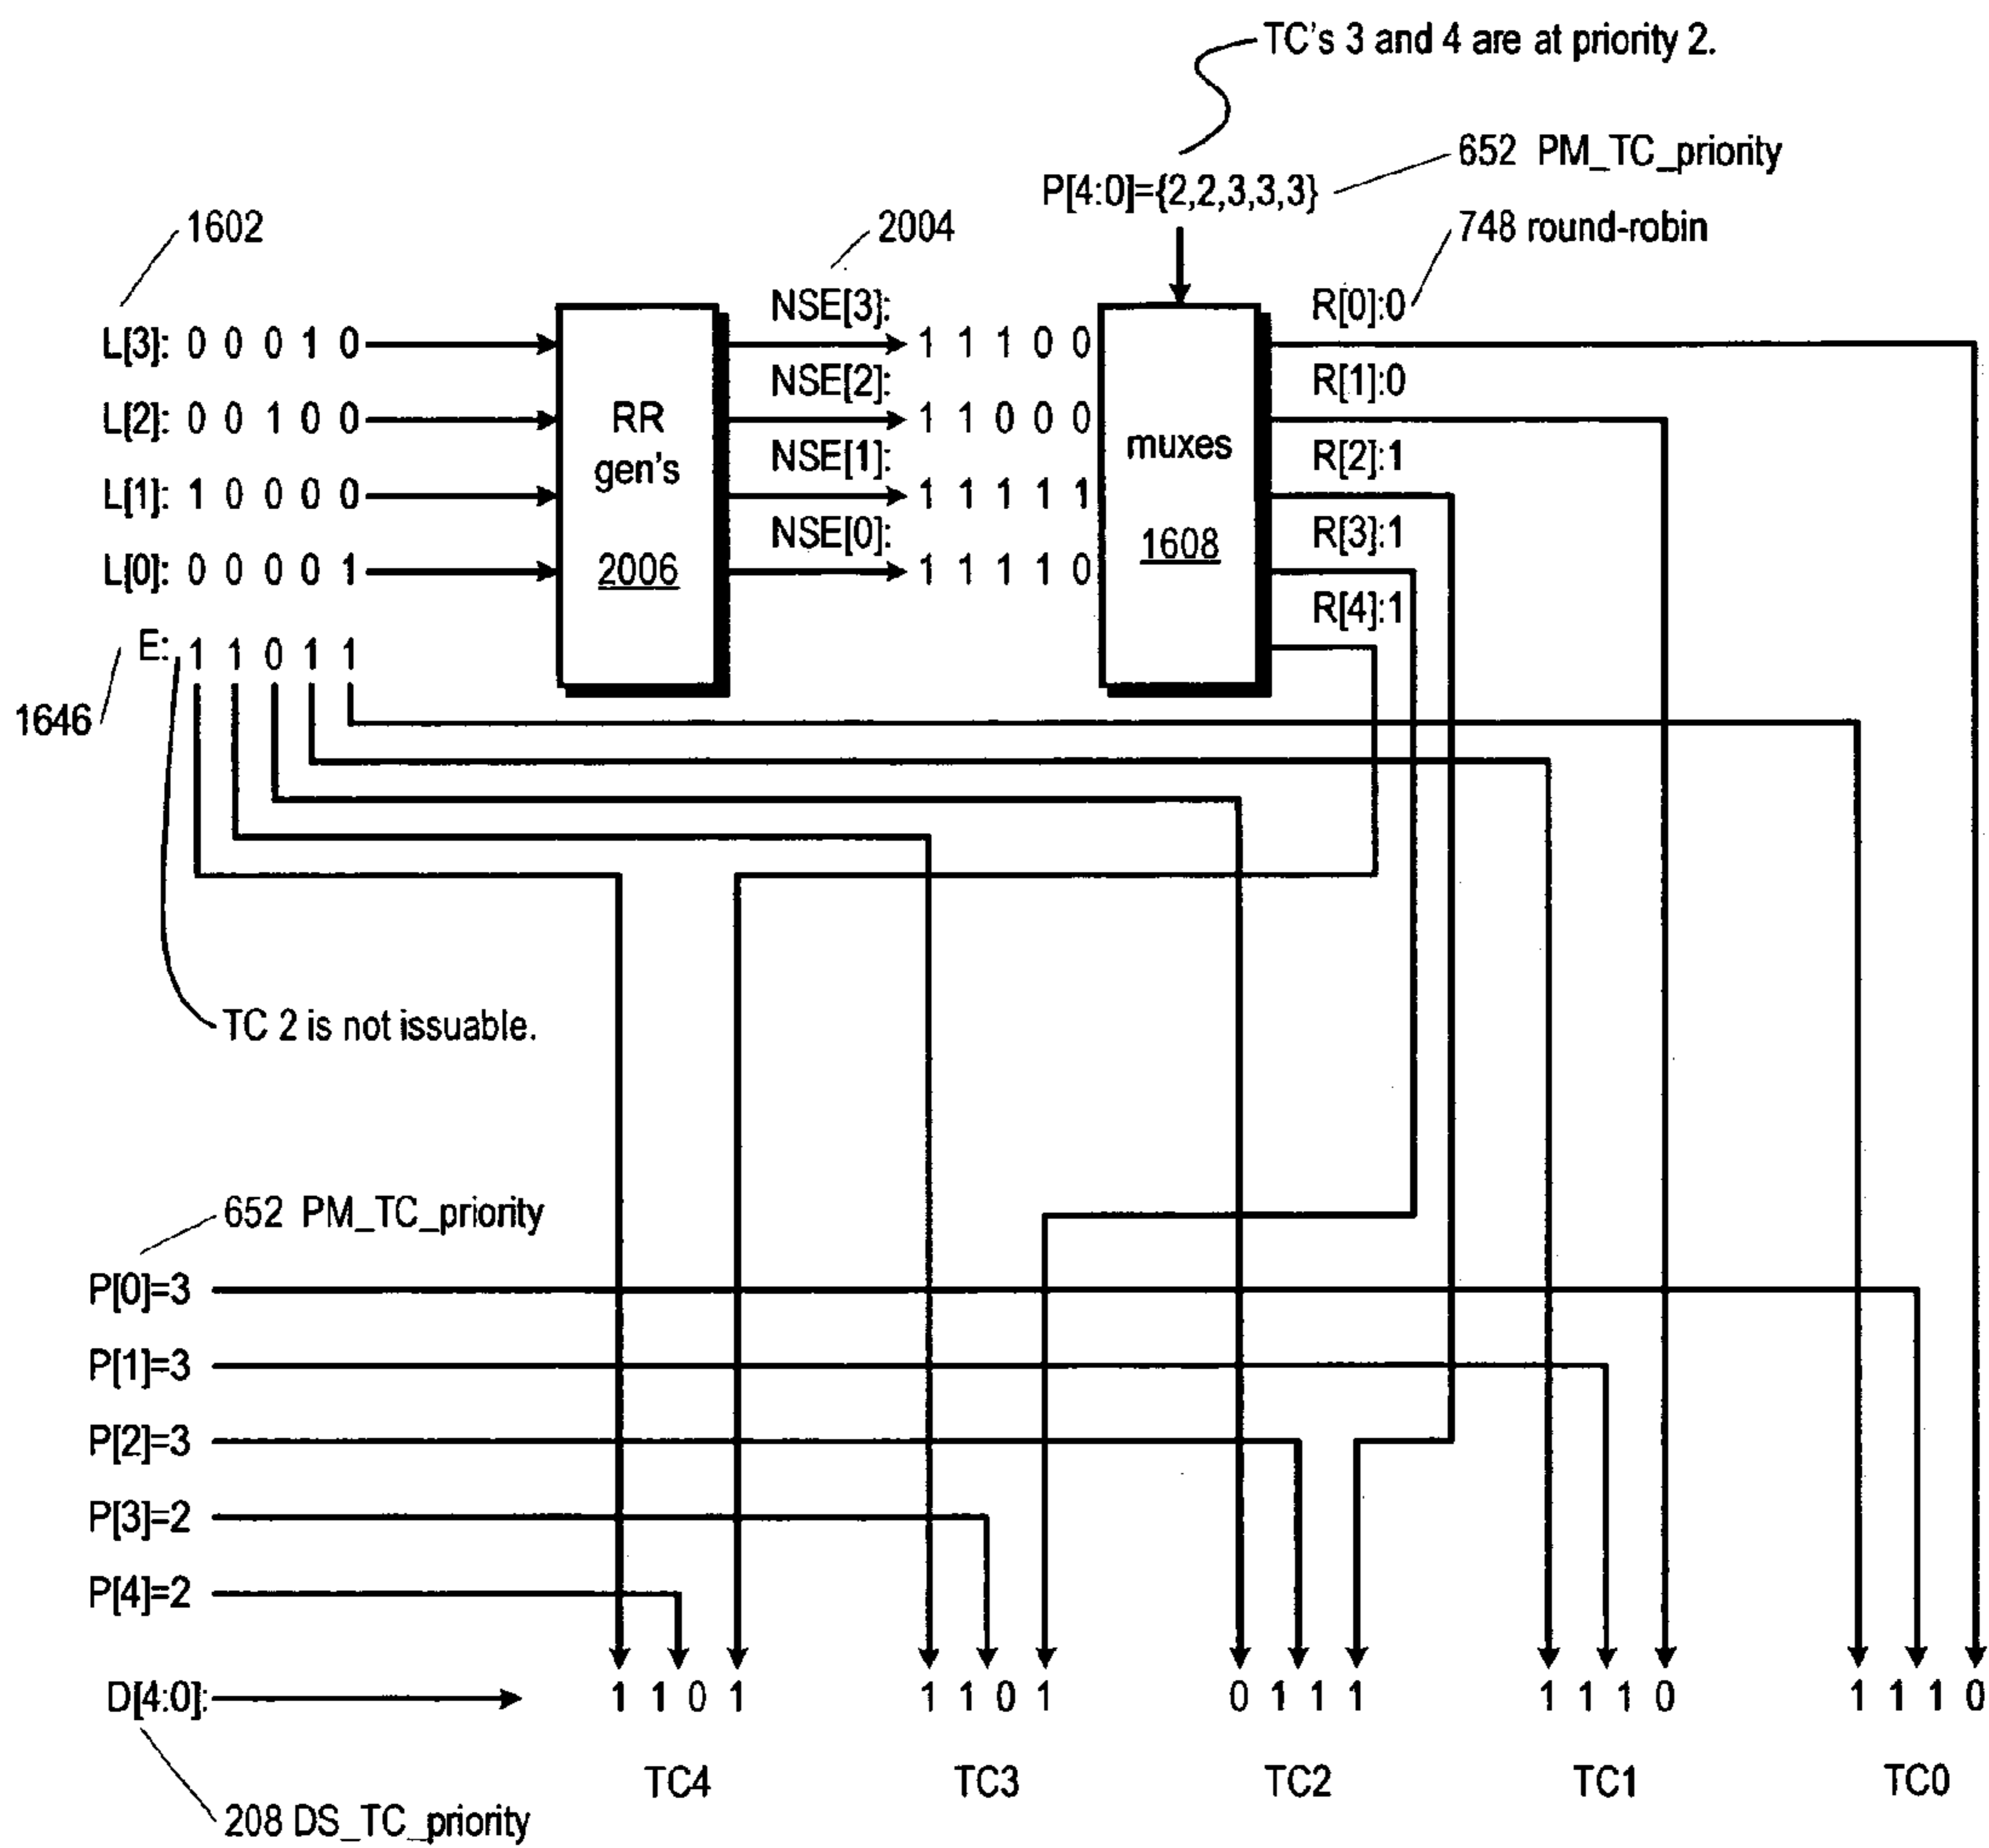 TC's 3 and 4 are at priority 2.
652 PM_TC_priority
P[4:0]={2,2,3,3,3}
748 round-robin
1602
2004
NSE[3]:
R[0]:0
L[3]: 0 0 0 1 0
1 1 1 0 0
NSE[2]:
R[1]:0
L[2]: 0 0 1 0 0
RR
gen's
2006
1 1 0 0 0
muxes
1608
NSE[1]:
R[2]:1
L[1]: 1 0 0 0 0
1 1 1 1 1
NSE[0]:
R[3]:1
L[0]: 0 0 0 0 1
1 1 1 1 0
R[4]:1
E: 1 1 0 1 1
1646
TC 2 is not issuable.
652 PM_TC_priority
P[0]=3
P[1]=3
P[2]=3
P[3]=2
P[4]=2
D[4:0]:
1 1 0 1
1 1 0 1
0 1 1 1
1 1 1 0
1 1 1 0
TC4
TC3
TC2
TC1
TC0
208 DS_TC_priority